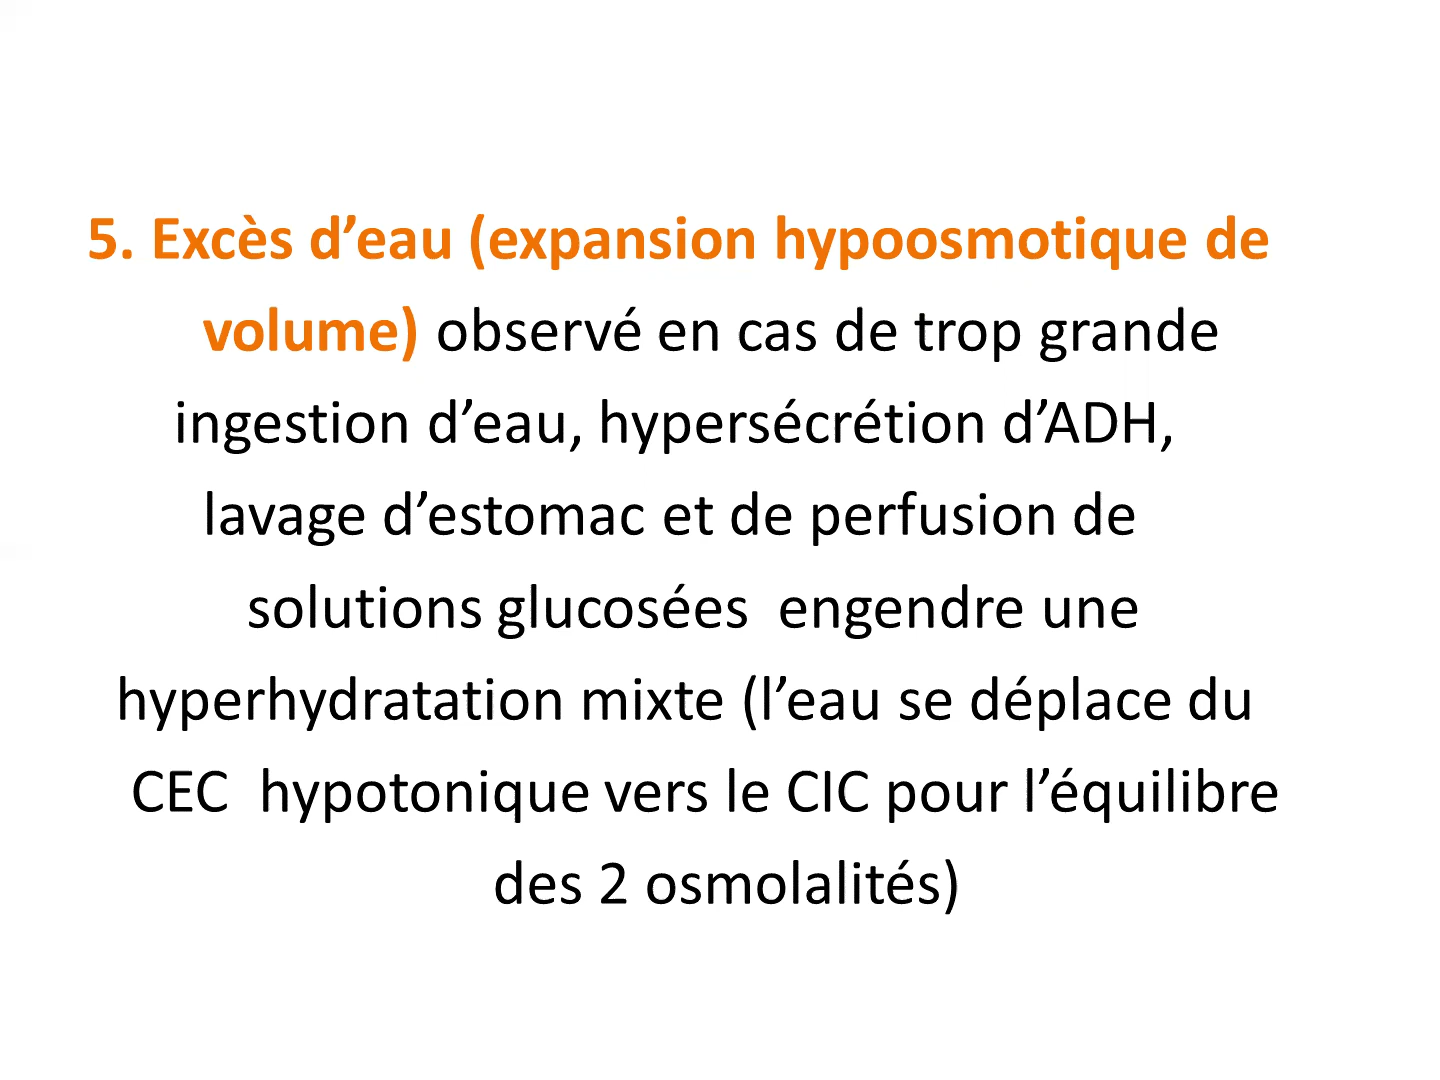 5. Excès d’eau (expansion hypoosmotique de
volume) observé en cas de trop grande
ingestion d’eau, hypersécrétion d’ADH,
lavage d’estomac et de perfusion de
solutions glucosées  engendre une
hyperhydratation mixte (l’eau se déplace du
CEC  hypotonique vers le CIC pour l’équilibre
des 2 osmolalités)